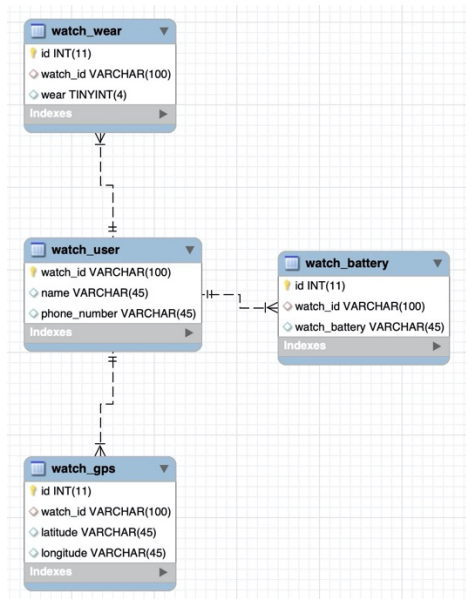 watch_wear
id INT(11)
watch_id VARCHAR(100)
wear TINYINT(4)
Indexes
watch_user
watch_id VARCHAR(100)
name VARCHAR(45)
phone_number VARCHAR(45)
Indexes
watch_battery
id INT(11)
watch_id VARCHAR(100)
watch_battery VARCHAR(45)
Indexes
watch_gps
id INT(11)
watch_id VARCHAR(100)
latitude VARCHAR(45)
longitude VARCHAR(45)
Indexes